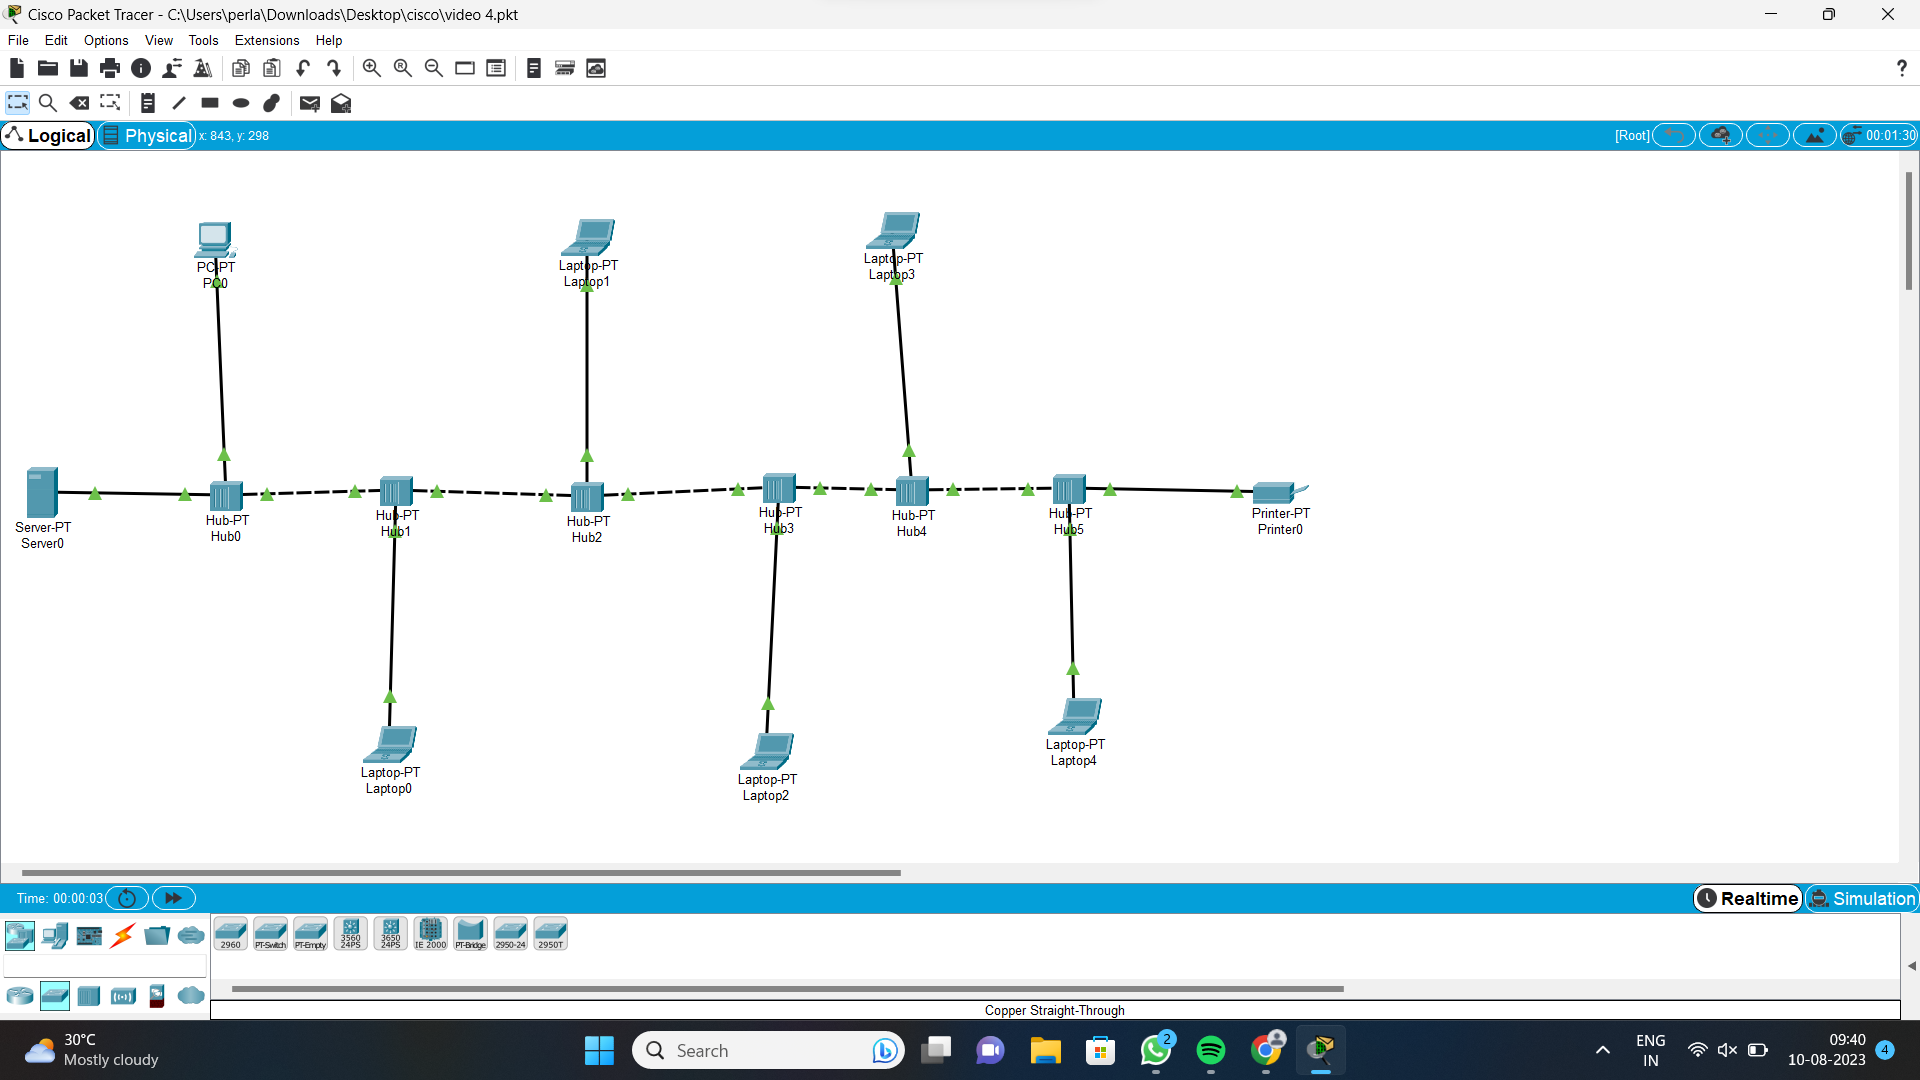 Cisco Packet Tracer - C:\Users\perla\Downloads\Desktop\cisco\video 4.pkt
File Edit Options View Tools Extensions Help
?
Logical Physical x: 843, y: 298 [Root] 00:01:30
PC-PT
PC0
Laptop-PT
Laptop1
Laptop-PT
Laptop3
Server-PT
Server0
Hub-PT
Hub0
Hub-PT
Hub1
Hub-PT
Hub2
Hub-PT
Hub3
Hub-PT
Hub4
Hub-PT
Hub5
Printer-PT
Printer0
Laptop-PT
Laptop0
Laptop-PT
Laptop2
Laptop-PT
Laptop4
Time: 00:00:03 Realtime Simulation
2960 PT-Switch PT-Empty 3560 24PS 3650 24PS IE 2000 PT-Bridge 2950-24 2950T
Copper Straight-Through
30°C
Mostly cloudy
Search
2
ENG
IN
09:40
10-08-2023
4